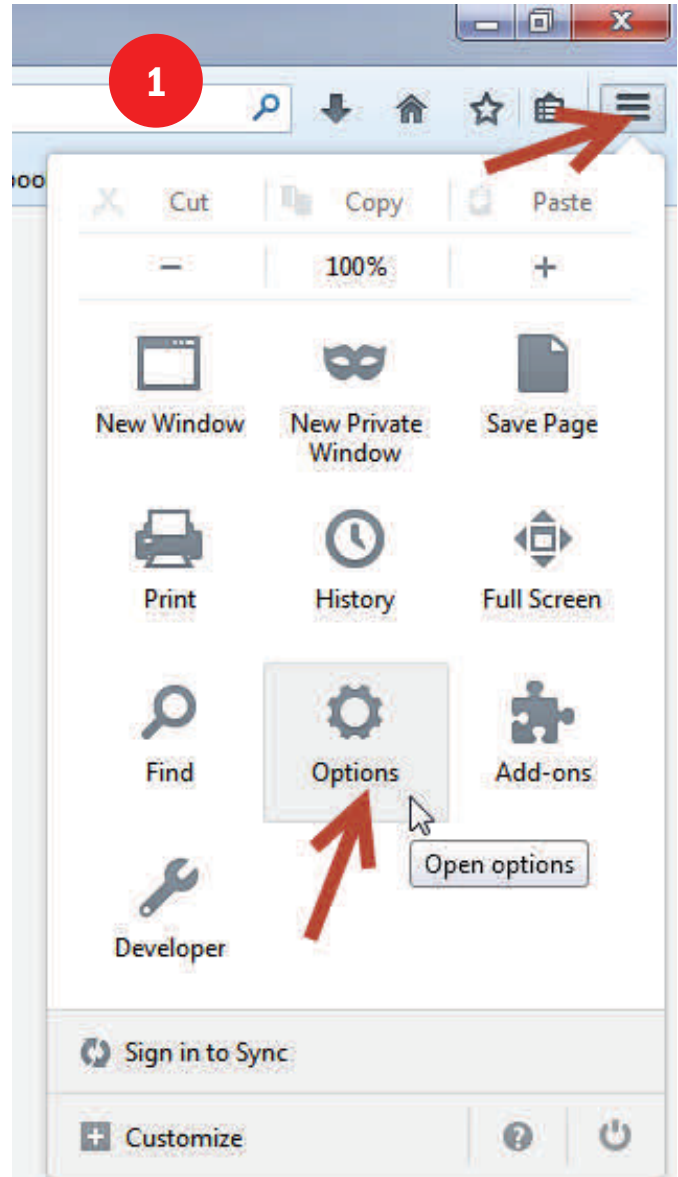 1
Cut Copy Paste
− 100% +
New Window New Private Save Page
Window
Print History Full Screen
Find Options Add-ons
Open options
Developer
Sign in to Sync
Customize